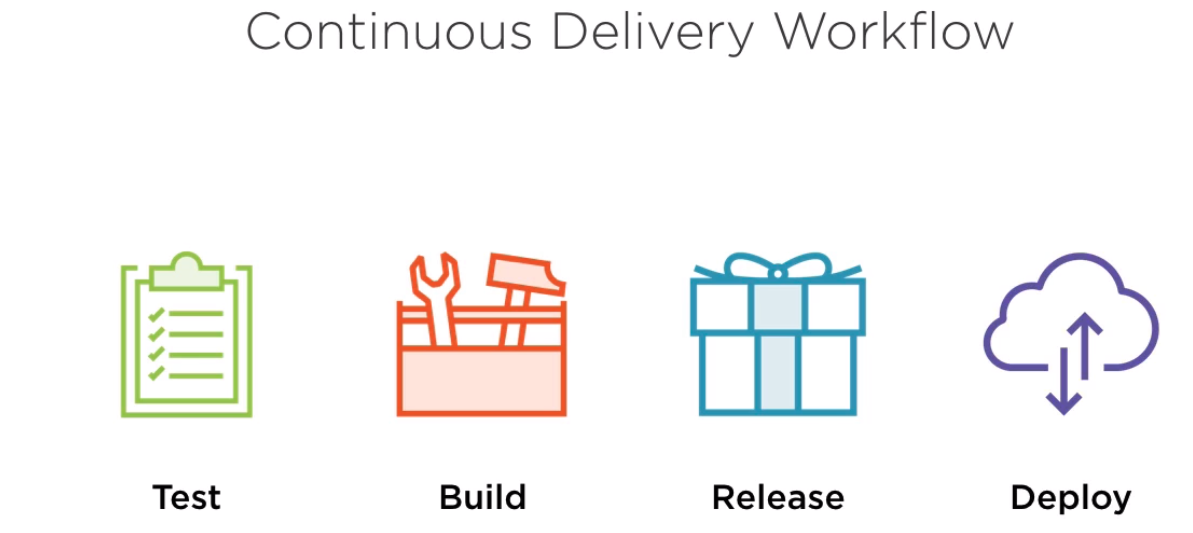 Continuous Delivery Workflow
Test
Build
Release
Deploy